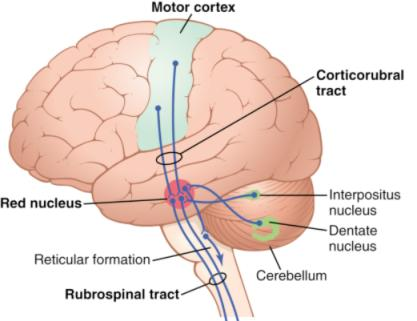 Motor cortex
Corticorubral
tract
Red nucleus
Interpositus
nucleus
Dentate
nucleus
Reticular formation
Cerebellum
Rubrospinal tract